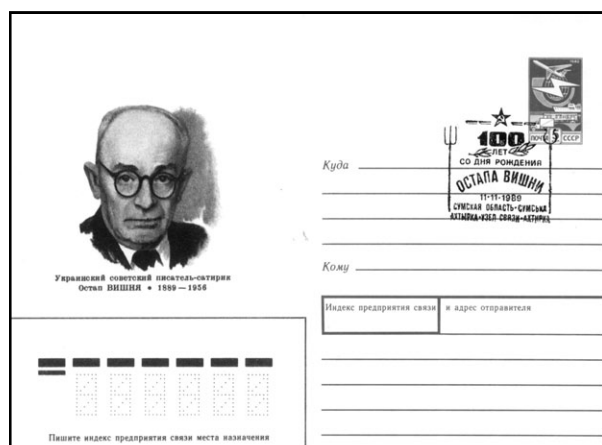 Украинский советский писатель-сатирик
Остап ВИШНЯ • 1889—1956
ПОЧТА СССР
100
ЛЕТ
СО ДНЯ РОЖДЕНИЯ
ОСТАПА ВИШНИ
11-11-1989
СУМСКАЯ ОБЛАСТЬ-СУМСЬКА
УЗЕЛ СВЯЗИ
Куда
Кому
Индекс предприятия связи и адрес отправителя
Пишите индекс предприятия связи места назначения